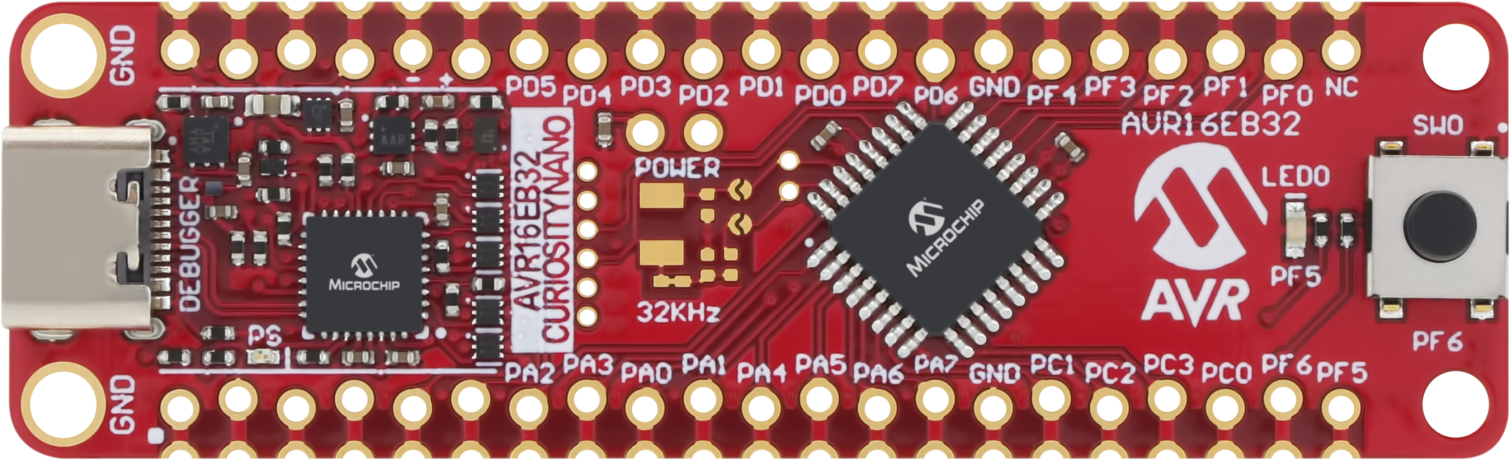 GND
- +
PD5
PD4
PD3
PD2
PD1
PD0
PD7
PD6
GND
PF4
PF3
PF2
PF1
PF0
NC
AVR16EB32
SW0
DEBUGGER
AAR
AVR16EB32
CURIOSITY NANO
POWER
32KHz
MICROCHIP
MICROCHIP
AVR
LED0
PF5
PF6
PS
GND
PA2
PA3
PA0
PA1
PA4
PA5
PA6
PA7
GND
PC1
PC2
PC3
PC0
PF6
PF5